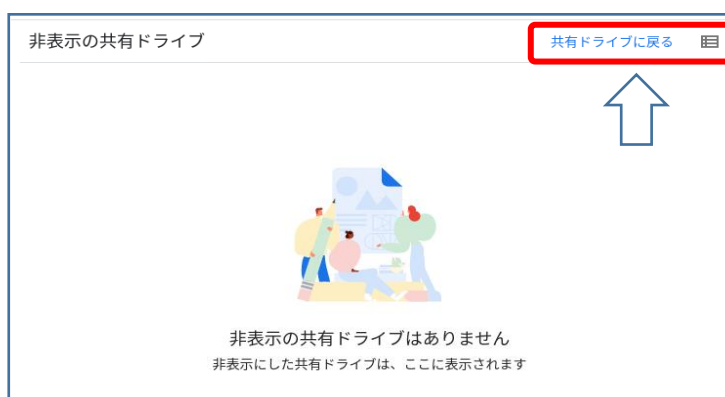 非表示の共有ドライブ 共有ドライブに戻る
非表示の共有ドライブはありません
非表示にした共有ドライブは、ここに表示されます